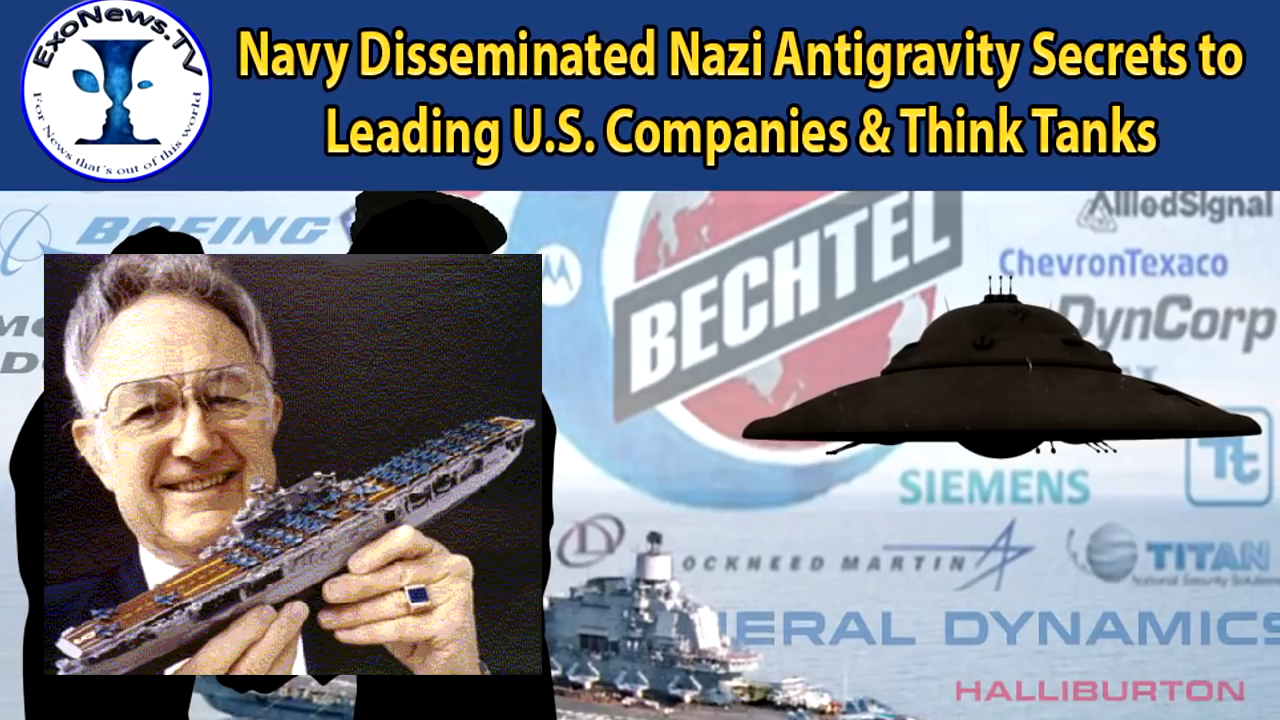 ExoNews.TV
For News that's out of this world
Navy Disseminated Nazi Antigravity Secrets to
Leading U.S. Companies & Think Tanks
BOEING
AlliedSignal
BECHTEL
ChevronTexaco
DynCorp
SIEMENS
OCKHEED MARTIN
TITAN
National Security Solutions
NERAL DYNAMICS
HALLIBURTON